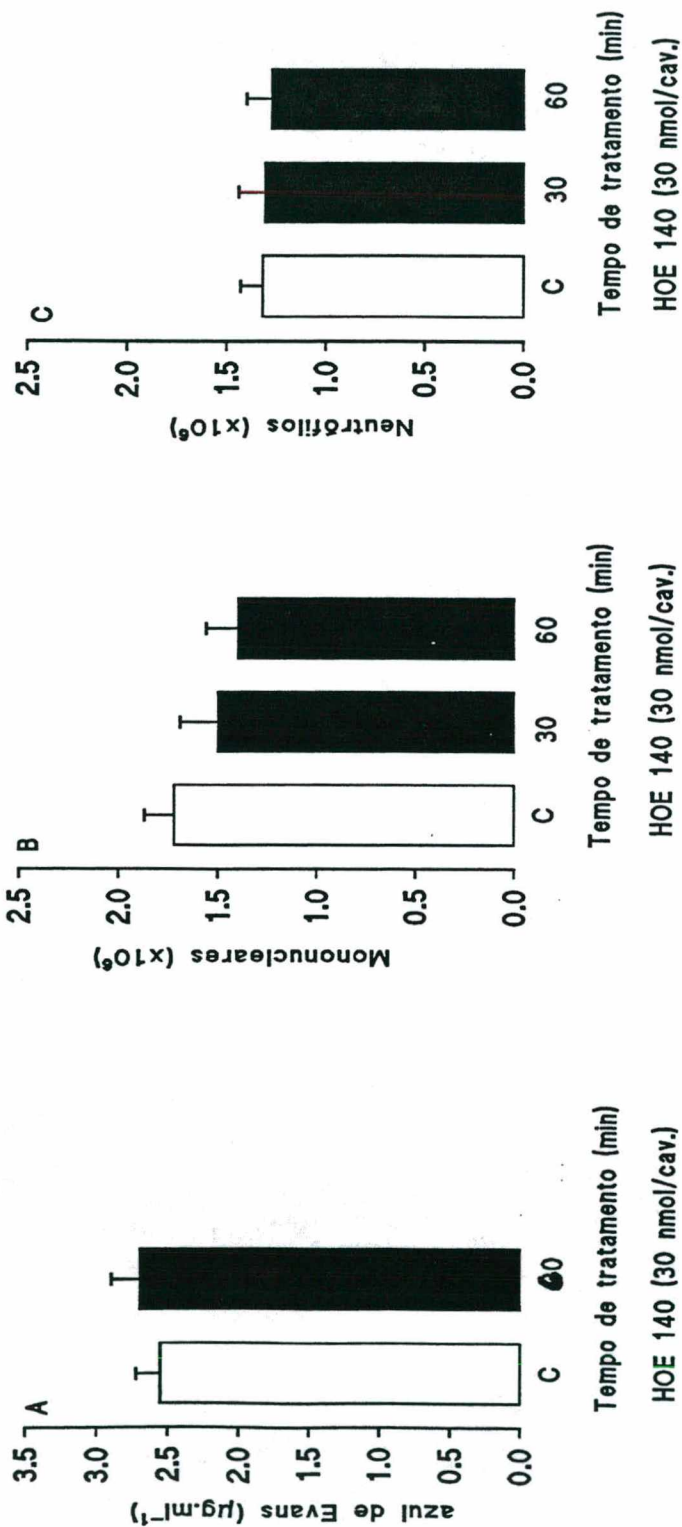 A
azul de Evans (µg.ml⁻¹)
3.5
3.0
2.5
2.0
1.5
1.0
0.5
0.0
C
60
Tempo de tratamento (min)
HOE 140 (30 nmol/cav.)
B
Mononucleares (x10⁶)
2.5
2.0
1.5
1.0
0.5
0.0
C
30
60
Tempo de tratamento (min)
HOE 140 (30 nmol/cav.)
C
Neutrófilos (x10⁶)
2.5
2.0
1.5
1.0
0.5
0.0
C
30
60
Tempo de tratamento (min)
HOE 140 (30 nmol/cav.)